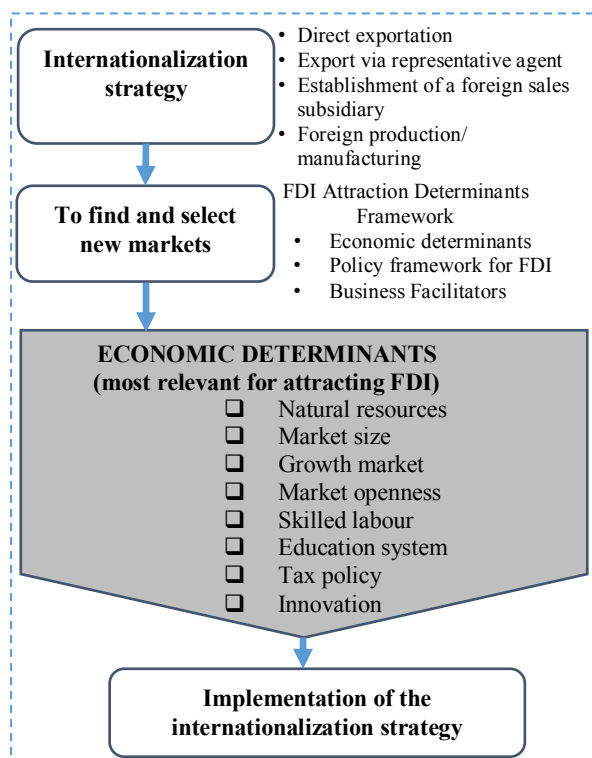 Internationalization
strategy
• Direct exportation
• Export via representative agent
• Establishment of a foreign sales
subsidiary
• Foreign production/
manufacturing
To find and select
new markets
FDI Attraction Determinants
Framework
• Economic determinants
• Policy framework for FDI
• Business Facilitators
ECONOMIC DETERMINANTS
(most relevant for attracting FDI)
❑ Natural resources
❑ Market size
❑ Growth market
❑ Market openness
❑ Skilled labour
❑ Education system
❑ Tax policy
❑ Innovation
Implementation of the
internationalization strategy